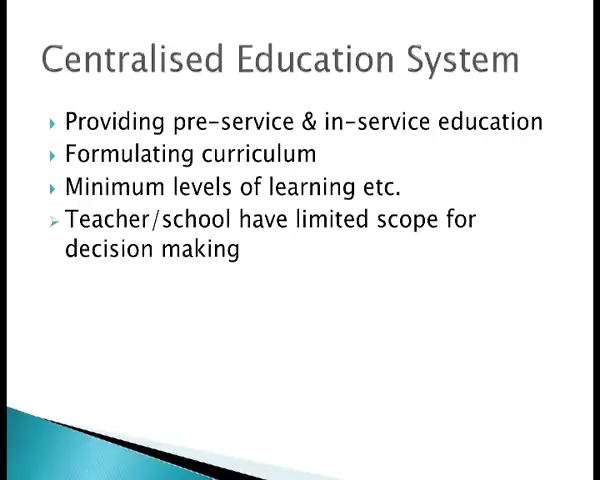 Centralised Education System
Providing pre-service & in-service education
Formulating curriculum
Minimum levels of learning etc.
Teacher/school have limited scope for
decision making